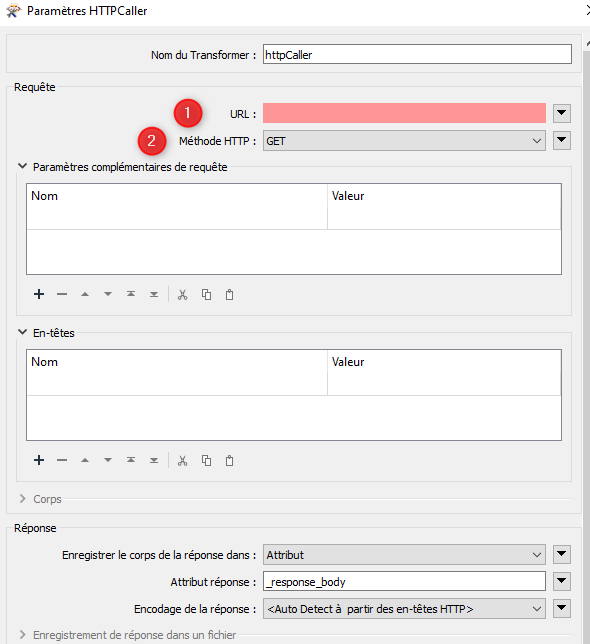 Paramètres HTTPCaller
Nom du Transformer : httpCaller
Requête
1 URL :
2 Méthode HTTP : GET
Paramètres complémentaires de requête
Nom Valeur
En-têtes
Nom Valeur
Corps
Réponse
Enregistrer le corps de la réponse dans : Attribut
Attribut réponse : _response_body
Encodage de la réponse : <Auto Detect à partir des en-têtes HTTP>
Enregistrement de réponse dans un fichier